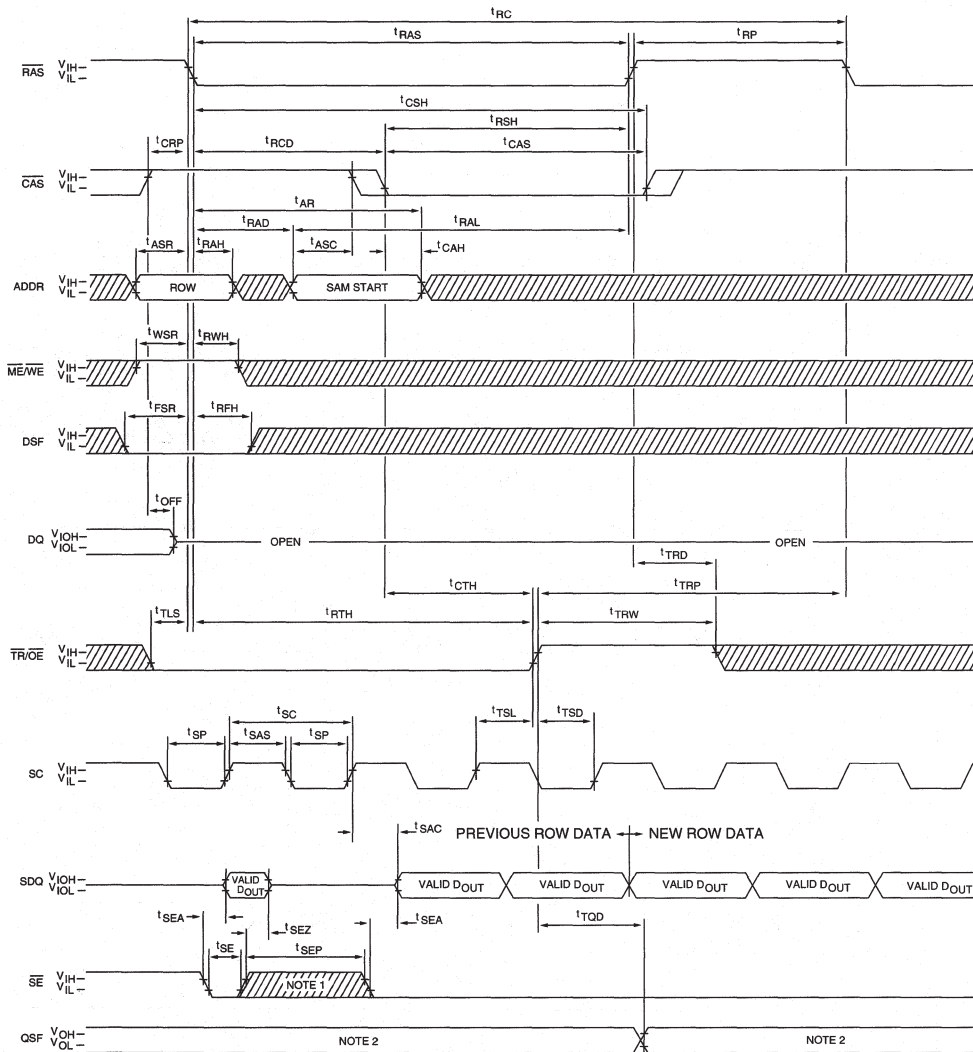 tRC
tRAS tRP
RAS VIH VIL
tCSH
tRSH
tCRP tRCD tCAS
CAS VIH VIL
tAR
tRAD tRAL
tASR tRAH tASC tCAH
ADDR VIH VIL ROW SAM START
tWSR tRWH
ME/WE VIH VIL
tFSR tRFH
DSF VIH VIL
tOFF
DQ VIOH VIOL OPEN OPEN
tTRD
tCTH tTRP
tTLS tRTH tTRW
TR/OE VIH VIL
tSC tTSL tTSD
tSP tSAS tSP
SC VIH VIL
tSAC PREVIOUS ROW DATA NEW ROW DATA
SDQ VIOH VIOL VALID DOUT VALID DOUT VALID DOUT VALID DOUT VALID DOUT VALID DOUT
tSEA tSEZ tSEA tTQD
tSE tSEP
SE VIH VIL NOTE 1
QSF VOH VOL NOTE 2 NOTE 2